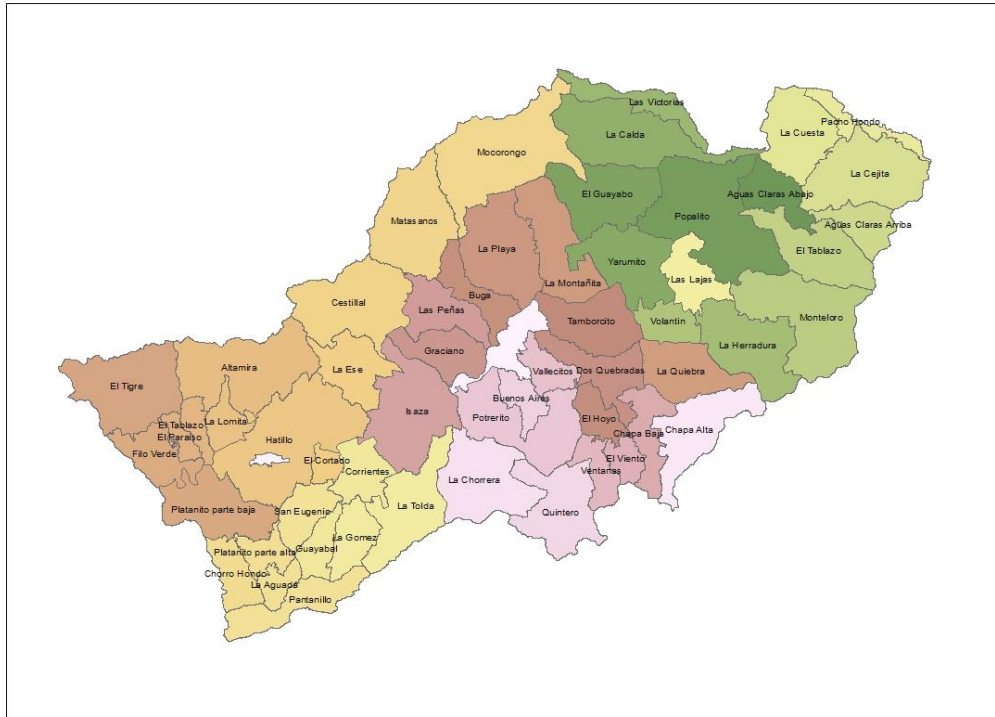 Las Victorias
Pacho Hondo
La Calda
La Cuesta
Mocorongo
La Cejita
El Guayabo
Aguas Claras Abajo
Matasanos
Popalito
Aguas Claras Arriba
La Playa
El Tablazo
Yarumito
Las Lajas
La Montañita
Buga
Cestillal
Las Peñas
Monteloro
Tamborcito
Volantín
La Herradura
Graciano
Altamira
La Ese
Vallecitos
Dos Quebradas
La Quiebra
El Tigre
Buenos Aires
Isaza
Potrerito
El Hoyo
La Lomita
El Tablazo
El Paraiso
Hatillo
Chapa Baja
Chapa Alta
Filo Verde
El Cortado
El Viento
Corrientes
Ventanas
La Chorrera
La Tolda
Platanito parte baja
San Eugenio
Quintero
La Gomez
Guayabal
Platanito parte alta
Chorro Hondo
La Aguada
Pantanillo